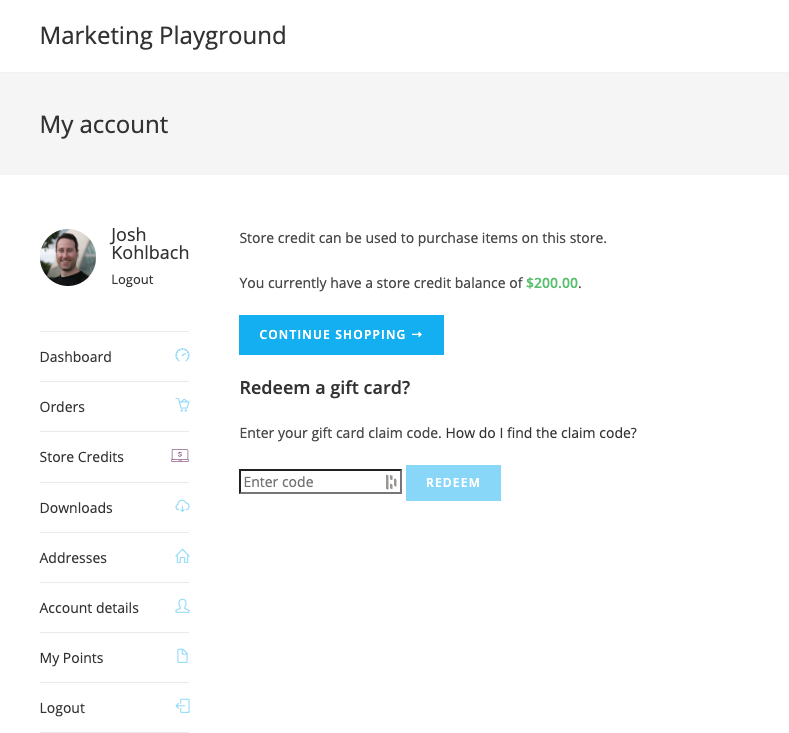 Marketing Playground
My account
Josh
Kohlbach
Logout
Dashboard
Orders
Store Credits
Downloads
Addresses
Account details
My Points
Logout
Store credit can be used to purchase items on this store.
You currently have a store credit balance of $200.00.
CONTINUE SHOPPING →
Redeem a gift card?
Enter your gift card claim code. How do I find the claim code?
Enter code
REDEEM